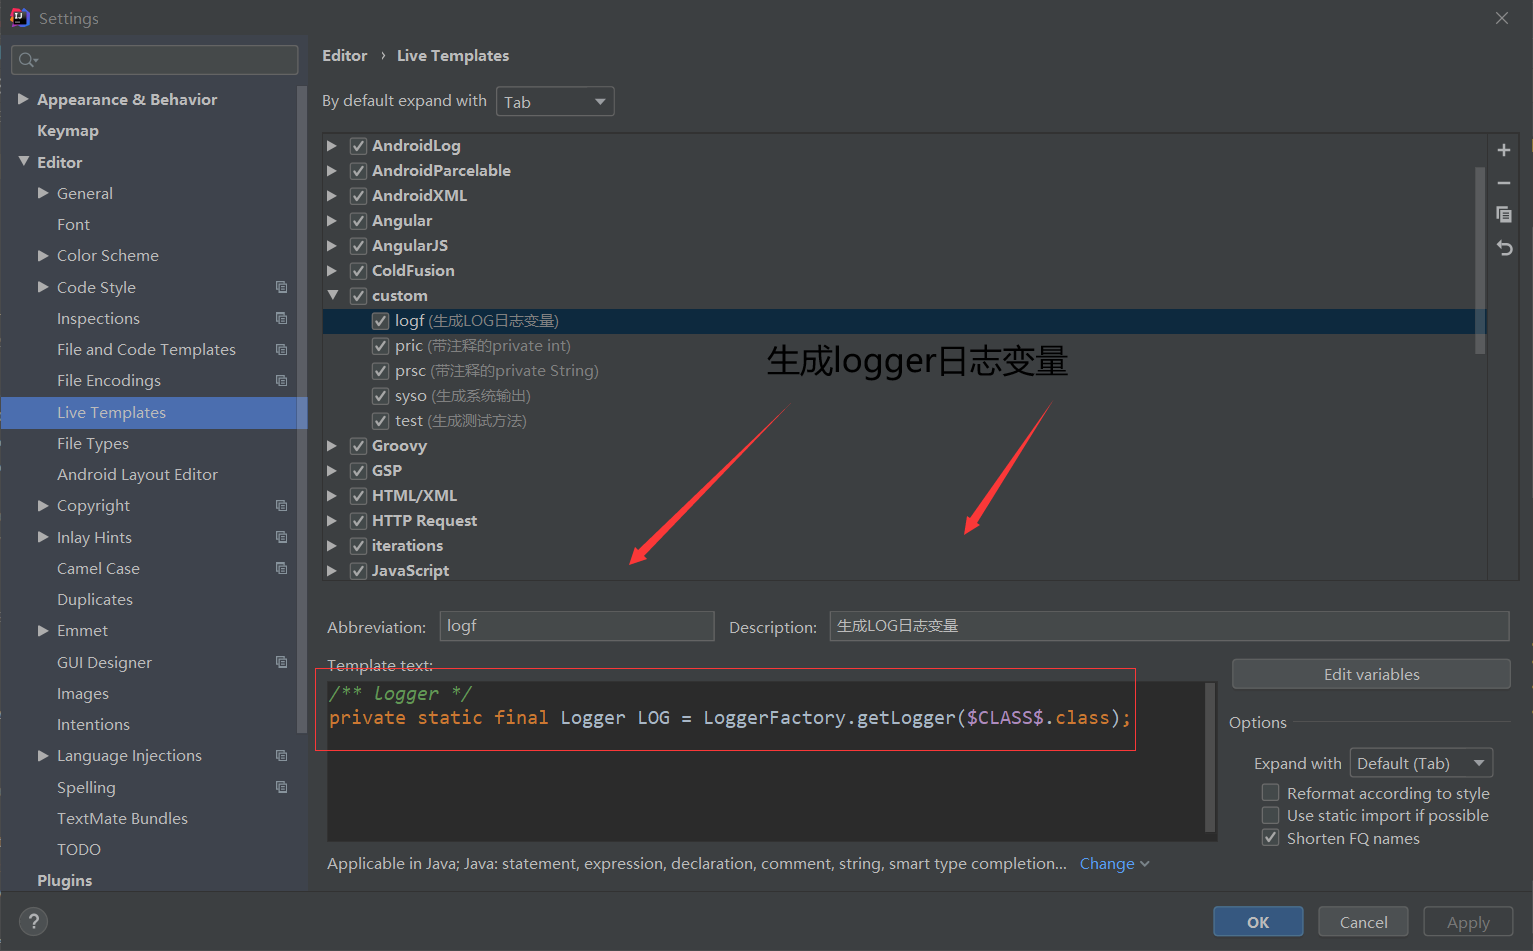 Settings
Appearance & Behavior
Keymap
Editor
General
Font
Color Scheme
Code Style
Inspections
File and Code Templates
File Encodings
Live Templates
File Types
Android Layout Editor
Copyright
Inlay Hints
Camel Case
Duplicates
Emmet
GUI Designer
Images
Intentions
Language Injections
Spelling
TextMate Bundles
TODO
Plugins
Editor › Live Templates
By default expand with Tab
AndroidLog
AndroidParcelable
AndroidXML
Angular
AngularJS
ColdFusion
custom
logf (生成LOG日志变量)
pric (带注释的private int)
prsc (带注释的private String)
syso (生成系统输出)
test (生成测试方法)
Groovy
GSP
HTML/XML
HTTP Request
iterations
JavaScript
生成logger日志变量
Abbreviation: logf Description: 生成LOG日志变量
Template text:
/** logger */
private static final Logger LOG = LoggerFactory.getLogger($CLASS$.class);
Edit variables
Options
Expand with Default (Tab)
Reformat according to style
Use static import if possible
Shorten FQ names
Applicable in Java; Java: statement, expression, declaration, comment, string, smart type completion... Change
? OK Cancel Apply